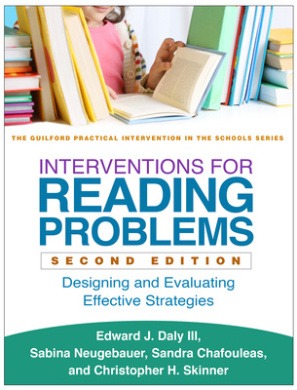 THE GUILFORD PRACTICAL INTERVENTION IN THE SCHOOLS SERIES
INTERVENTIONS FOR
READING
PROBLEMS
SECOND EDITION
Designing and Evaluating
Effective Strategies
Edward J. Daly III,
Sabina Neugebauer, Sandra Chafouleas,
and Christopher H. Skinner